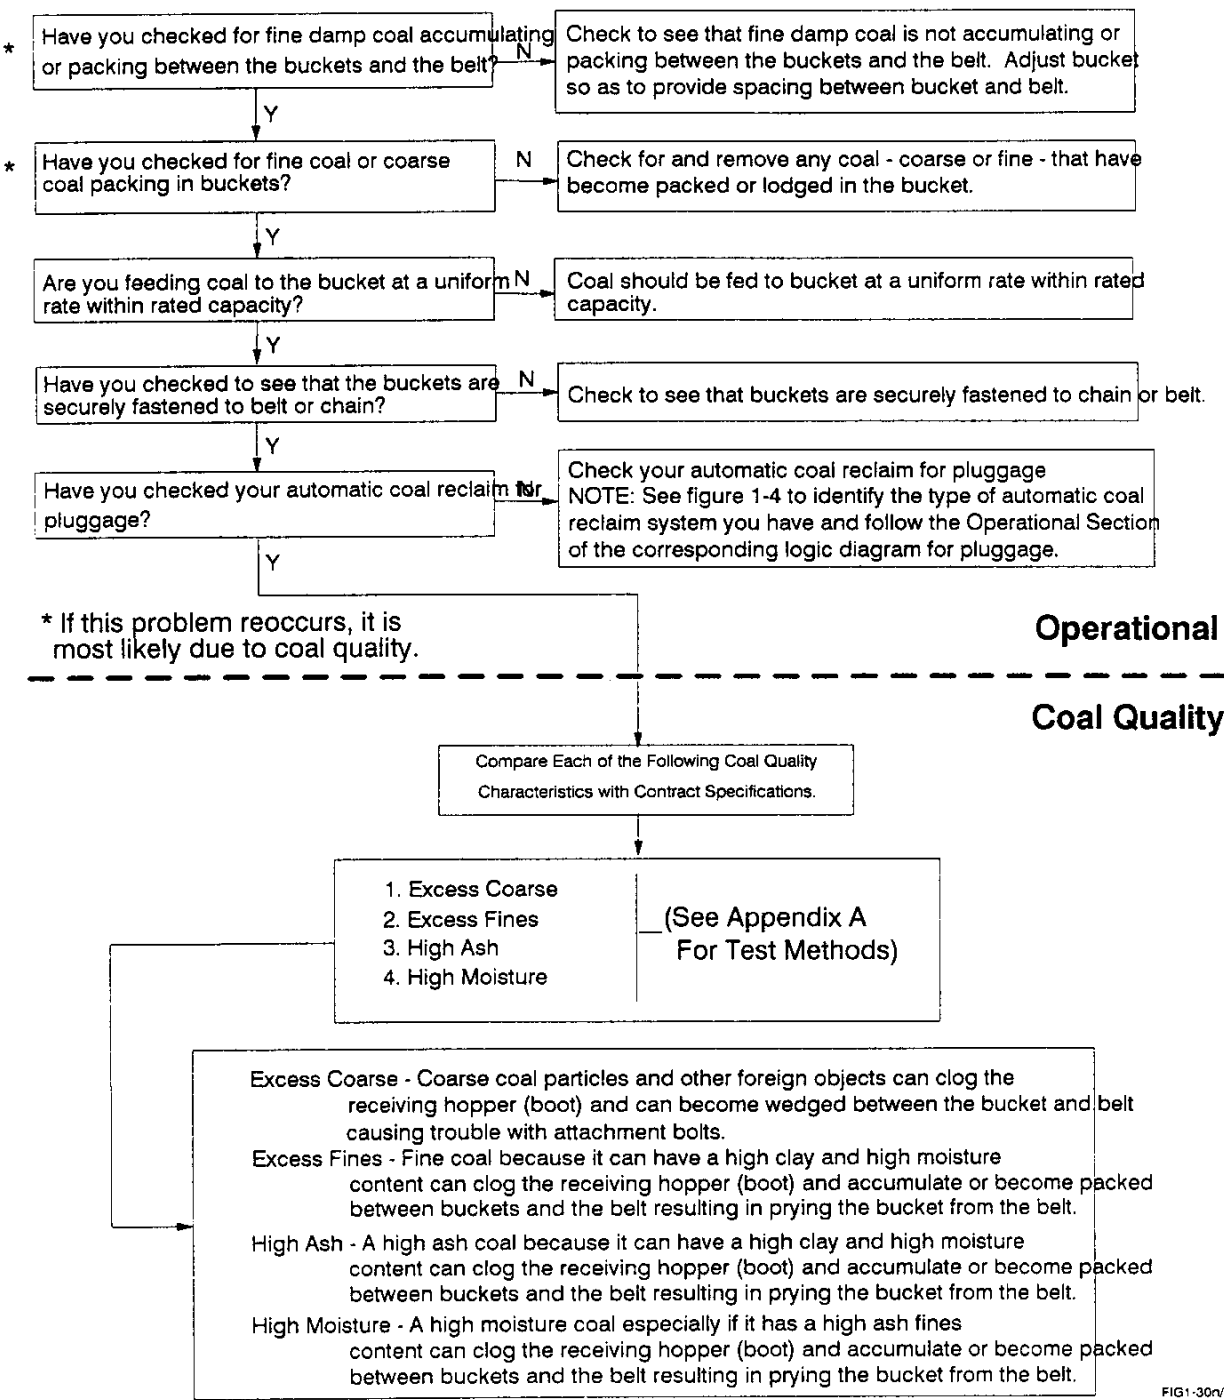 * Have you checked for fine damp coal accumulating
or packing between the buckets and the belt?
N
Check to see that fine damp coal is not accumulating or
packing between the buckets and the belt. Adjust bucket
so as to provide spacing between bucket and belt.
Y
* Have you checked for fine coal or coarse
coal packing in buckets?
N
Check for and remove any coal - coarse or fine - that have
become packed or lodged in the bucket.
Y
Are you feeding coal to the bucket at a uniform
rate within rated capacity?
N
Coal should be fed to bucket at a uniform rate within rated
capacity.
Y
Have you checked to see that the buckets are
securely fastened to belt or chain?
N
Check to see that buckets are securely fastened to chain or belt.
Y
Have you checked your automatic coal reclaim for
pluggage?
N
Check your automatic coal reclaim for pluggage
NOTE: See figure 1-4 to identify the type of automatic coal
reclaim system you have and follow the Operational Section
of the corresponding logic diagram for pluggage.
Y
* If this problem reoccurs, it is
most likely due to coal quality.
Operational
Coal Quality
Compare Each of the Following Coal Quality
Characteristics with Contract Specifications.
1. Excess Coarse
2. Excess Fines
3. High Ash
4. High Moisture
(See Appendix A
For Test Methods)
Excess Coarse - Coarse coal particles and other foreign objects can clog the
receiving hopper (boot) and can become wedged between the bucket and belt
causing trouble with attachment bolts.
Excess Fines - Fine coal because it can have a high clay and high moisture
content can clog the receiving hopper (boot) and accumulate or become packed
between buckets and the belt resulting in prying the bucket from the belt.
High Ash - A high ash coal because it can have a high clay and high moisture
content can clog the receiving hopper (boot) and accumulate or become packed
between buckets and the belt resulting in prying the bucket from the belt.
High Moisture - A high moisture coal especially if it has a high ash fines
content can clog the receiving hopper (boot) and accumulate or become packed
between buckets and the belt resulting in prying the bucket from the belt.